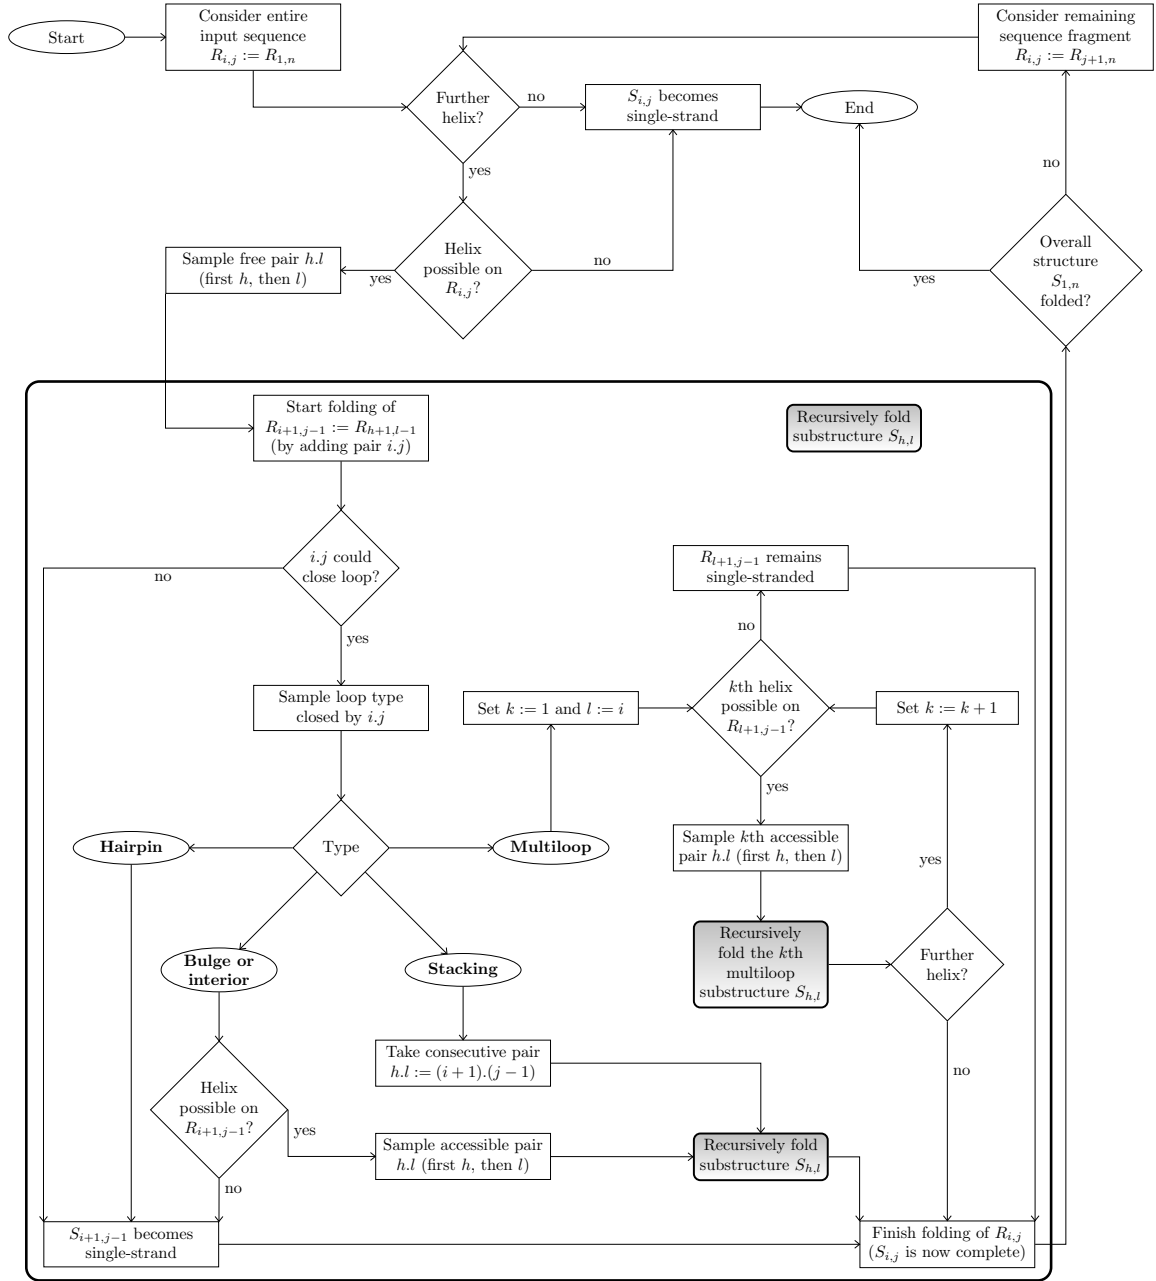 Start
Consider entire
input sequence
R_{i,j} := R_{1,n}
Consider remaining
sequence fragment
R_{i,j} := R_{j+1,n}
Further
helix?
no
S_{i,j} becomes
single-strand
End
yes
no
Helix
possible on
R_{i,j}?
no
yes
Sample free pair h.l
(first h, then l)
Overall
structure
S_{1,n}
folded?
yes
Start folding of
R_{i+1,j−1} := R_{h+1,l−1}
(by adding pair i.j)
Recursively fold
substructure S_{h,l}
i.j could
close loop?
no
yes
R_{l+1,j−1} remains
single-stranded
no
Sample loop type
closed by i.j
Set k := 1 and l := i
kth helix
possible on
R_{l+1,j−1}?
Set k := k + 1
yes
Sample kth accessible
pair h.l (first h, then l)
Hairpin
Type
Multiloop
yes
Recursively
fold the kth
multiloop
substructure S_{h,l}
Further
helix?
no
Bulge or
interior
Stacking
Take consecutive pair
h.l := (i + 1).(j − 1)
Helix
possible on
R_{i+1,j−1}?
yes
no
Sample accessible pair
h.l (first h, then l)
Recursively fold
substructure S_{h,l}
S_{i+1,j−1} becomes
single-strand
Finish folding of R_{i,j}
(S_{i,j} is now complete)